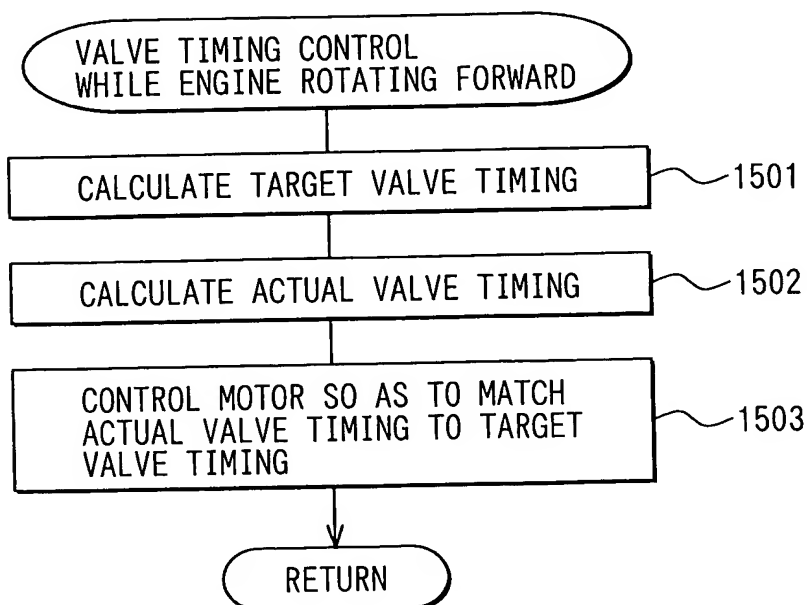 VALVE TIMING CONTROL
WHILE ENGINE ROTATING FORWARD
CALCULATE TARGET VALVE TIMING
1501
CALCULATE ACTUAL VALVE TIMING
1502
CONTROL MOTOR SO AS TO MATCH
ACTUAL VALVE TIMING TO TARGET
VALVE TIMING
1503
RETURN